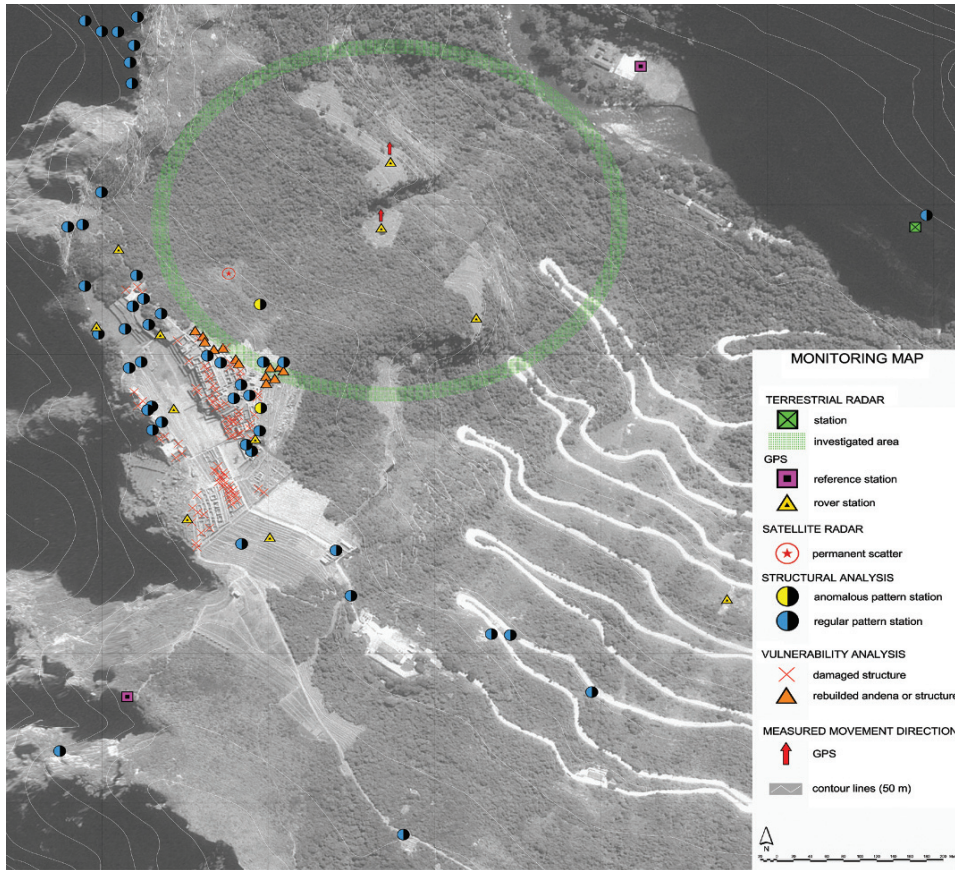 MONITORING MAP
TERRESTRIAL RADAR
station
investigated area
GPS
reference station
rover station
SATELLITE RADAR
permanent scatter
STRUCTURAL ANALYSIS
anomalous pattern station
regular pattern station
VULNERABILITY ANALYSIS
damaged structure
rebuilded andena or structure
MEASURED MOVEMENT DIRECTION
GPS
contour lines (50 m)
N